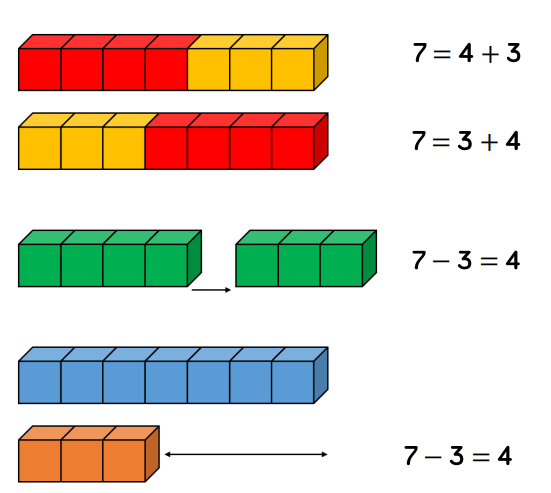 7 = 4 + 3
7 = 3 + 4
7 − 3 = 4
7 − 3 = 4